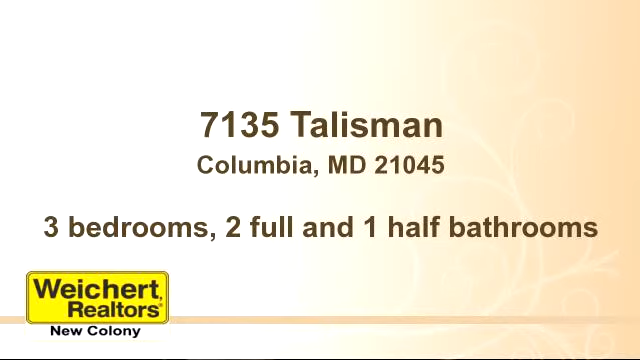 7135 Talisman
Columbia, MD 21045
3 bedrooms, 2 full and 1 half bathrooms
Weichert,
Realtors®
New Colony